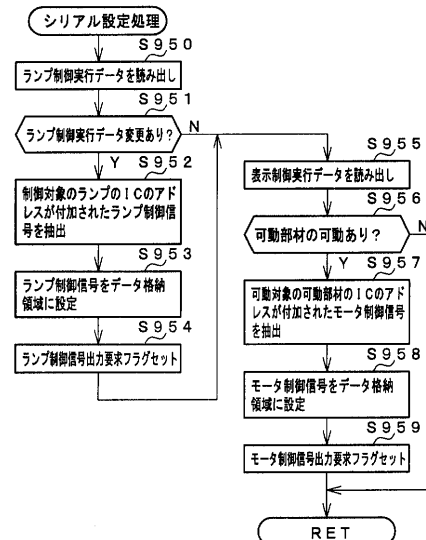 シリアル設定処理
S950
ランプ制御実行データを読み出し
S951
ランプ制御実行データ変更あり？
N
Y
S952
制御対象のランプのICのアド
レスが付加されたランプ制御信
号を抽出
S953
ランプ制御信号をデータ格納
領域に設定
S954
ランプ制御信号出力要求フラグセット
S955
表示制御実行データを読み出し
S956
可動部材の可動あり？
N
Y
S957
可動対象の可動部材のICのアド
レスが付加されたモータ制御信号
を抽出
S958
モータ制御信号をデータ格納
領域に設定
S959
モータ制御信号出力要求フラグセット
RET